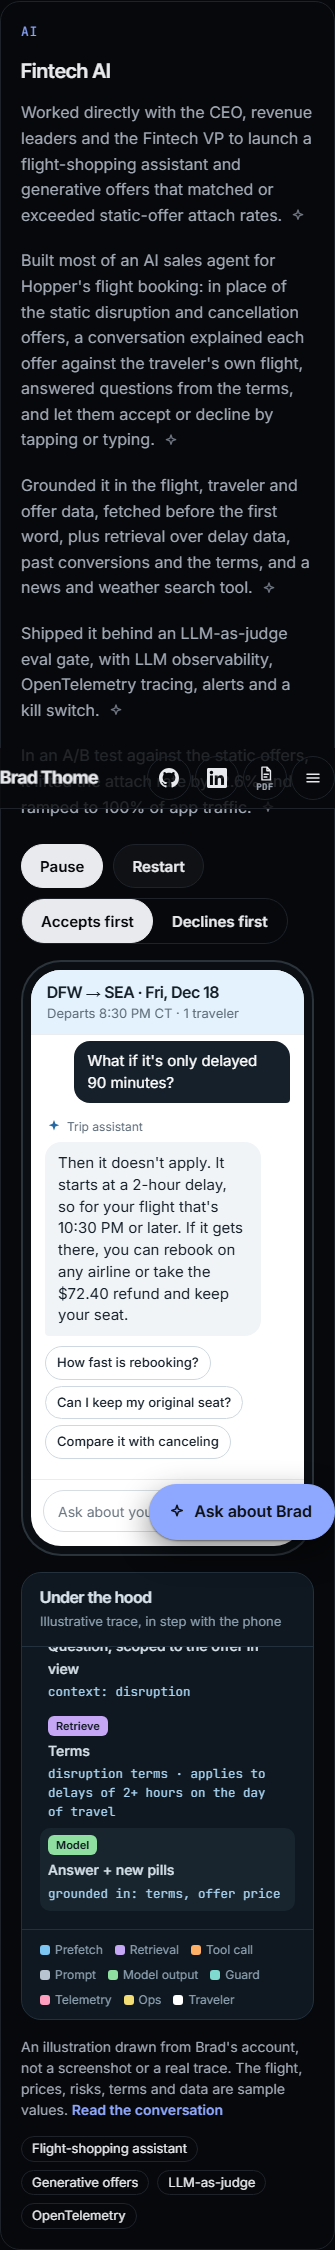 AI
Fintech AI
Worked directly with the CEO, revenue
leaders and the Fintech VP to launch a
flight-shopping assistant and
generative offers that matched or
exceeded static-offer attach rates.
Built most of an AI sales agent for
Hopper's flight booking: in place of
the static disruption and cancellation
offers, a conversation explained each
offer against the traveler's own flight,
answered questions from the terms,
and let them accept or decline by
tapping or typing.
Grounded it in the flight, traveler and
offer data, fetched before the first
word, plus retrieval over delay data,
past conversions and the terms, and a
news and weather search tool.
Shipped it behind an LLM-as-judge
eval gate, with LLM observability,
OpenTelemetry tracing, alerts and a
kill switch.
In an A/B test against the static offers,
Brad Thome
PDF
the attach
ramped to 100% of app traffic.
Pause
Restart
Accepts first
Declines first
DFW → SEA · Fri, Dec 18
Departs 8:30 PM CT · 1 traveler
What if it's only delayed
90 minutes?
Trip assistant
Then it doesn't apply. It
starts at a 2-hour delay,
so for your flight that's
10:30 PM or later. If it gets
there, you can rebook on
any airline or take the
$72.40 refund and keep
your seat.
How fast is rebooking?
Can I keep my original seat?
Compare it with canceling
Ask about you
Ask about Brad
Under the hood
Illustrative trace, in step with the phone
Question, scoped to the offer in
view
context: disruption
Retrieve
Terms
disruption terms · applies to
delays of 2+ hours on the day
of travel
Model
Answer + new pills
grounded in: terms, offer price
Prefetch Retrieval Tool call
Prompt Model output Guard
Telemetry Ops Traveler
An illustration drawn from Brad's account,
not a screenshot or a real trace. The flight,
prices, risks, terms and data are sample
values. Read the conversation
Flight-shopping assistant
Generative offers LLM-as-judge
OpenTelemetry